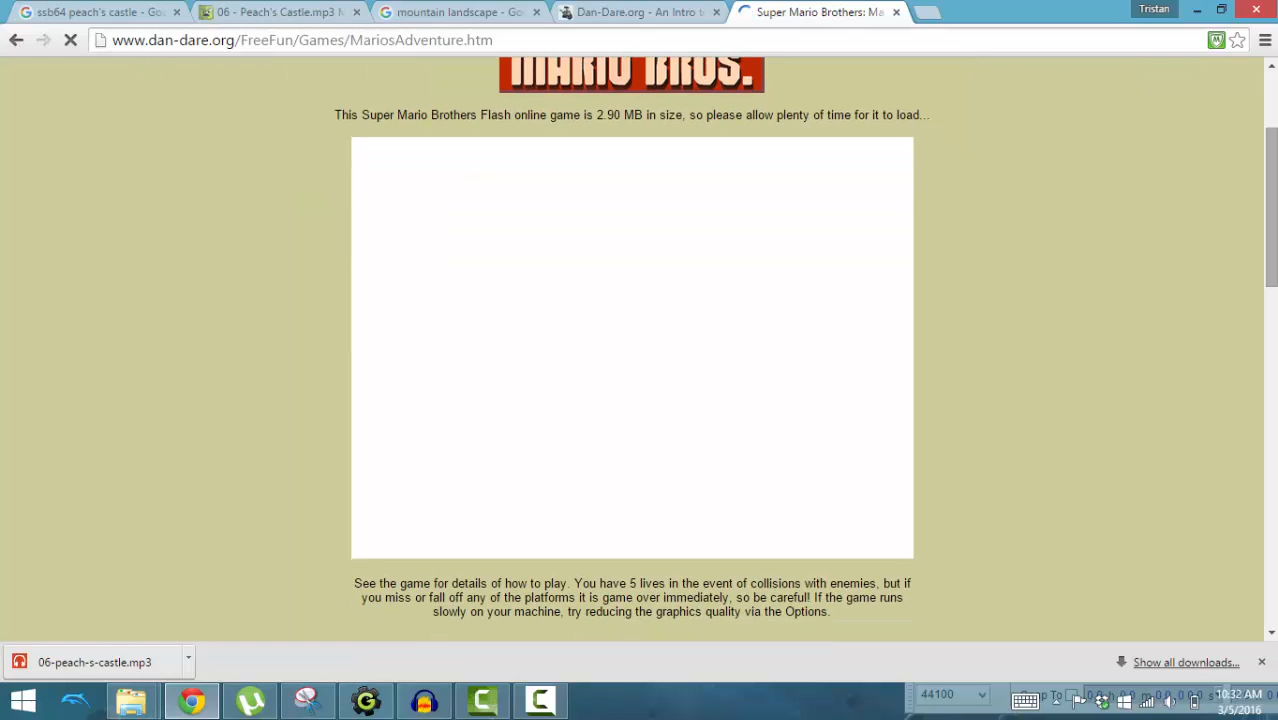 ssb64 peach's castle - Go
06 - Peach's Castle.mp3
mountain landscape - Go
Dan-Dare.org - An Intro t
Super Mario Brothers: Ma
Tristan
www.dan-dare.org/FreeFun/Games/MariosAdventure.htm
MARIO BROS.
This Super Mario Brothers Flash online game is 2.90 MB in size, so please allow plenty of time for it to load...
See the game for details of how to play. You have 5 lives in the event of collisions with enemies, but if
you miss or fall off any of the platforms it is game over immediately, so be careful! If the game runs
slowly on your machine, try reducing the graphics quality via the Options.
06-peach-s-castle.mp3
Show all downloads...
44100
10:32 AM
3/5/2016